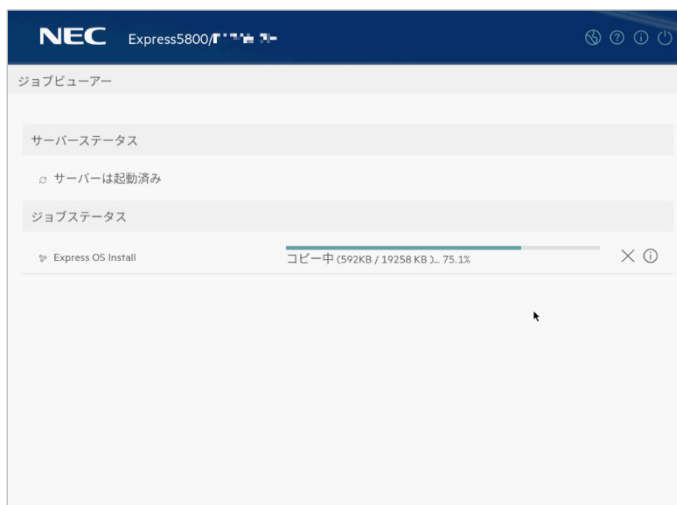 NEC Express5800/
ジョブビューアー
サーバーステータス
サーバーは起動済み
ジョブステータス
Express OS Install
コピー中 (592KB / 19258 KB )... 75.1%